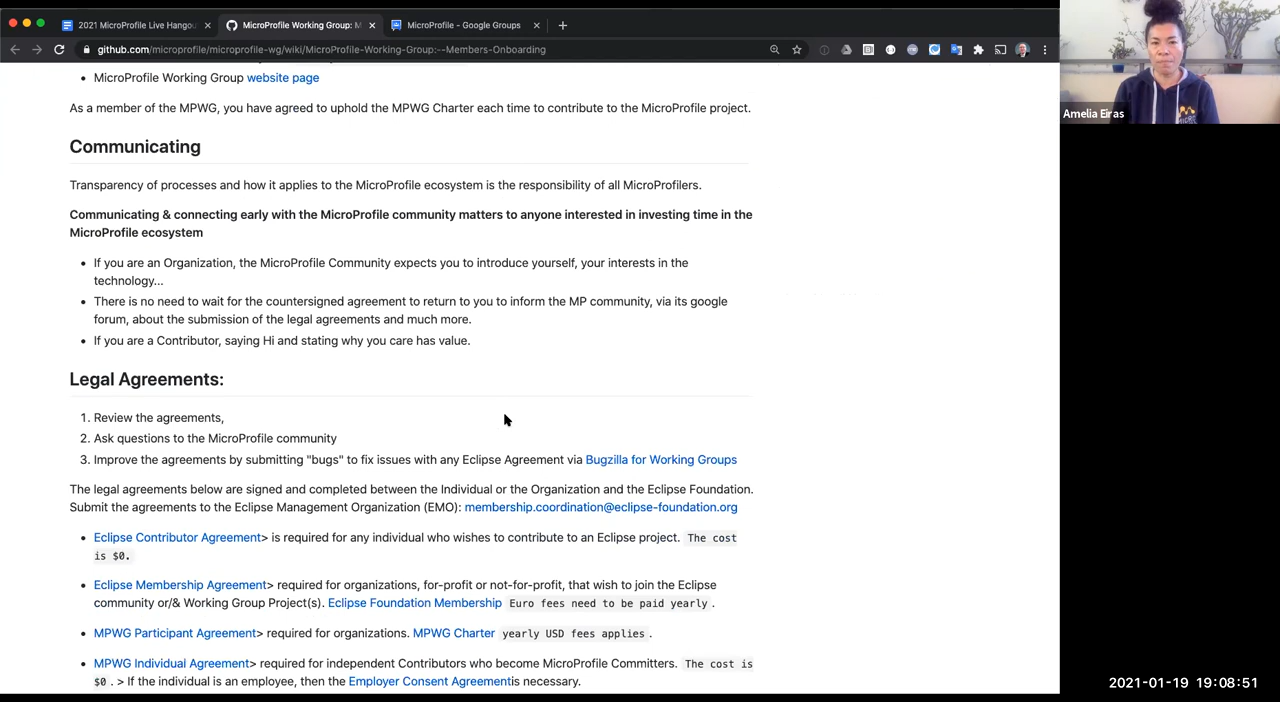 2021 MicroProfile Live Hangou
MicroProfile Working Group: M
MicroProfile - Google Groups
github.com/microprofile/microprofile-wg/wiki/MicroProfile-Working-Group:--Members-Onboarding
MicroProfile Working Group website page
As a member of the MPWG, you have agreed to uphold the MPWG Charter each time to contribute to the MicroProfile project.
Communicating
Transparency of processes and how it applies to the MicroProfile ecosystem is the responsibility of all MicroProfilers.
Communicating & connecting early with the MicroProfile community matters to anyone interested in investing time in the
MicroProfile ecosystem
If you are an Organization, the MicroProfile Community expects you to introduce yourself, your interests in the
technology...
There is no need to wait for the countersigned agreement to return to you to inform the MP community, via its google
forum, about the submission of the legal agreements and much more.
If you are a Contributor, saying Hi and stating why you care has value.
Legal Agreements:
1. Review the agreements,
2. Ask questions to the MicroProfile community
3. Improve the agreements by submitting "bugs" to fix issues with any Eclipse Agreement via Bugzilla for Working Groups
The legal agreements below are signed and completed between the Individual or the Organization and the Eclipse Foundation.
Submit the agreements to the Eclipse Management Organization (EMO): membership.coordination@eclipse-foundation.org
Eclipse Contributor Agreement> is required for any individual who wishes to contribute to an Eclipse project. The cost
is $0.
Eclipse Membership Agreement> required for organizations, for-profit or not-for-profit, that wish to join the Eclipse
community or/& Working Group Project(s). Eclipse Foundation Membership Euro fees need to be paid yearly .
MPWG Participant Agreement> required for organizations. MPWG Charter yearly USD fees applies .
MPWG Individual Agreement> required for independent Contributors who become MicroProfile Committers. The cost is
$0 . > If the individual is an employee, then the Employer Consent Agreementis necessary.
Amelia Eiras
2021-01-19 19:08:51